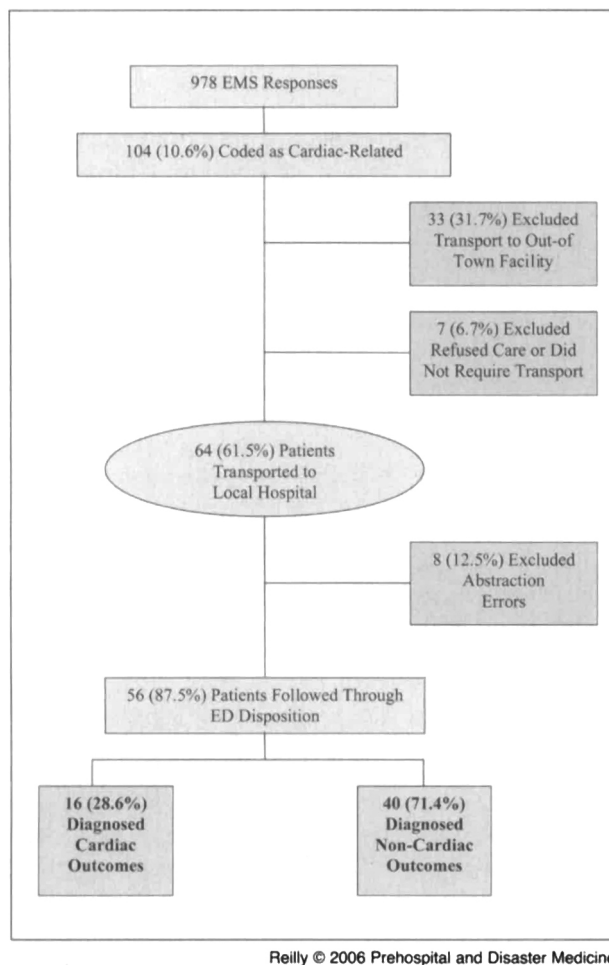 978 EMS Responses
104 (10.6%) Coded as Cardiac-Related
33 (31.7%) Excluded
Transport to Out-of
Town Facility
7 (6.7%) Excluded
Refused Care or Did
Not Require Transport
64 (61.5%) Patients
Transported to
Local Hospital
8 (12.5%) Excluded
Abstraction
Errors
56 (87.5%) Patients Followed Through
ED Disposition
16 (28.6%)
Diagnosed
Cardiac
Outcomes
40 (71.4%)
Diagnosed
Non-Cardiac
Outcomes
Reilly © 2006 Prehospital and Disaster Medicine